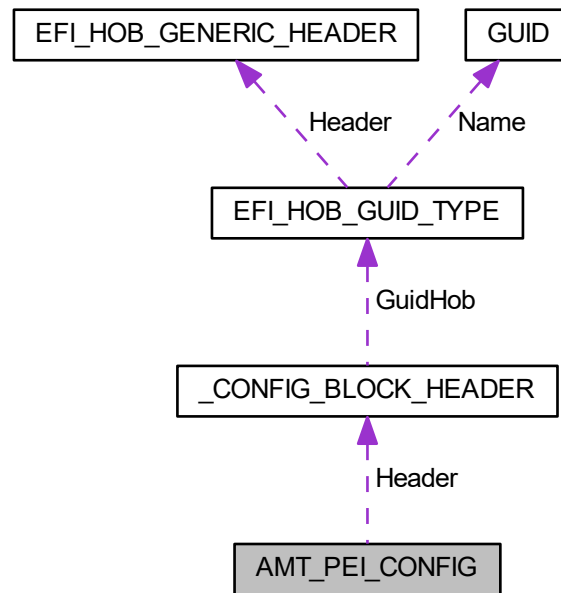 EFI_HOB_GENERIC_HEADER
GUID
Header
Name
EFI_HOB_GUID_TYPE
GuidHob
_CONFIG_BLOCK_HEADER
Header
AMT_PEI_CONFIG